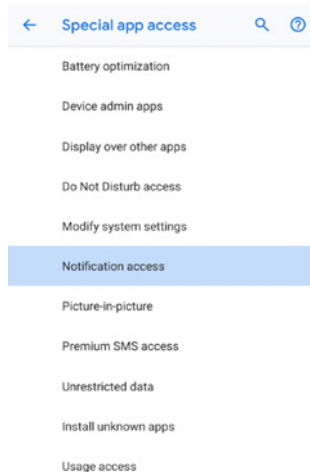 Special app access
Battery optimization
Device admin apps
Display over other apps
Do Not Disturb access
Modify system settings
Notification access
Picture-in-picture
Premium SMS access
Unrestricted data
Install unknown apps
Usage access